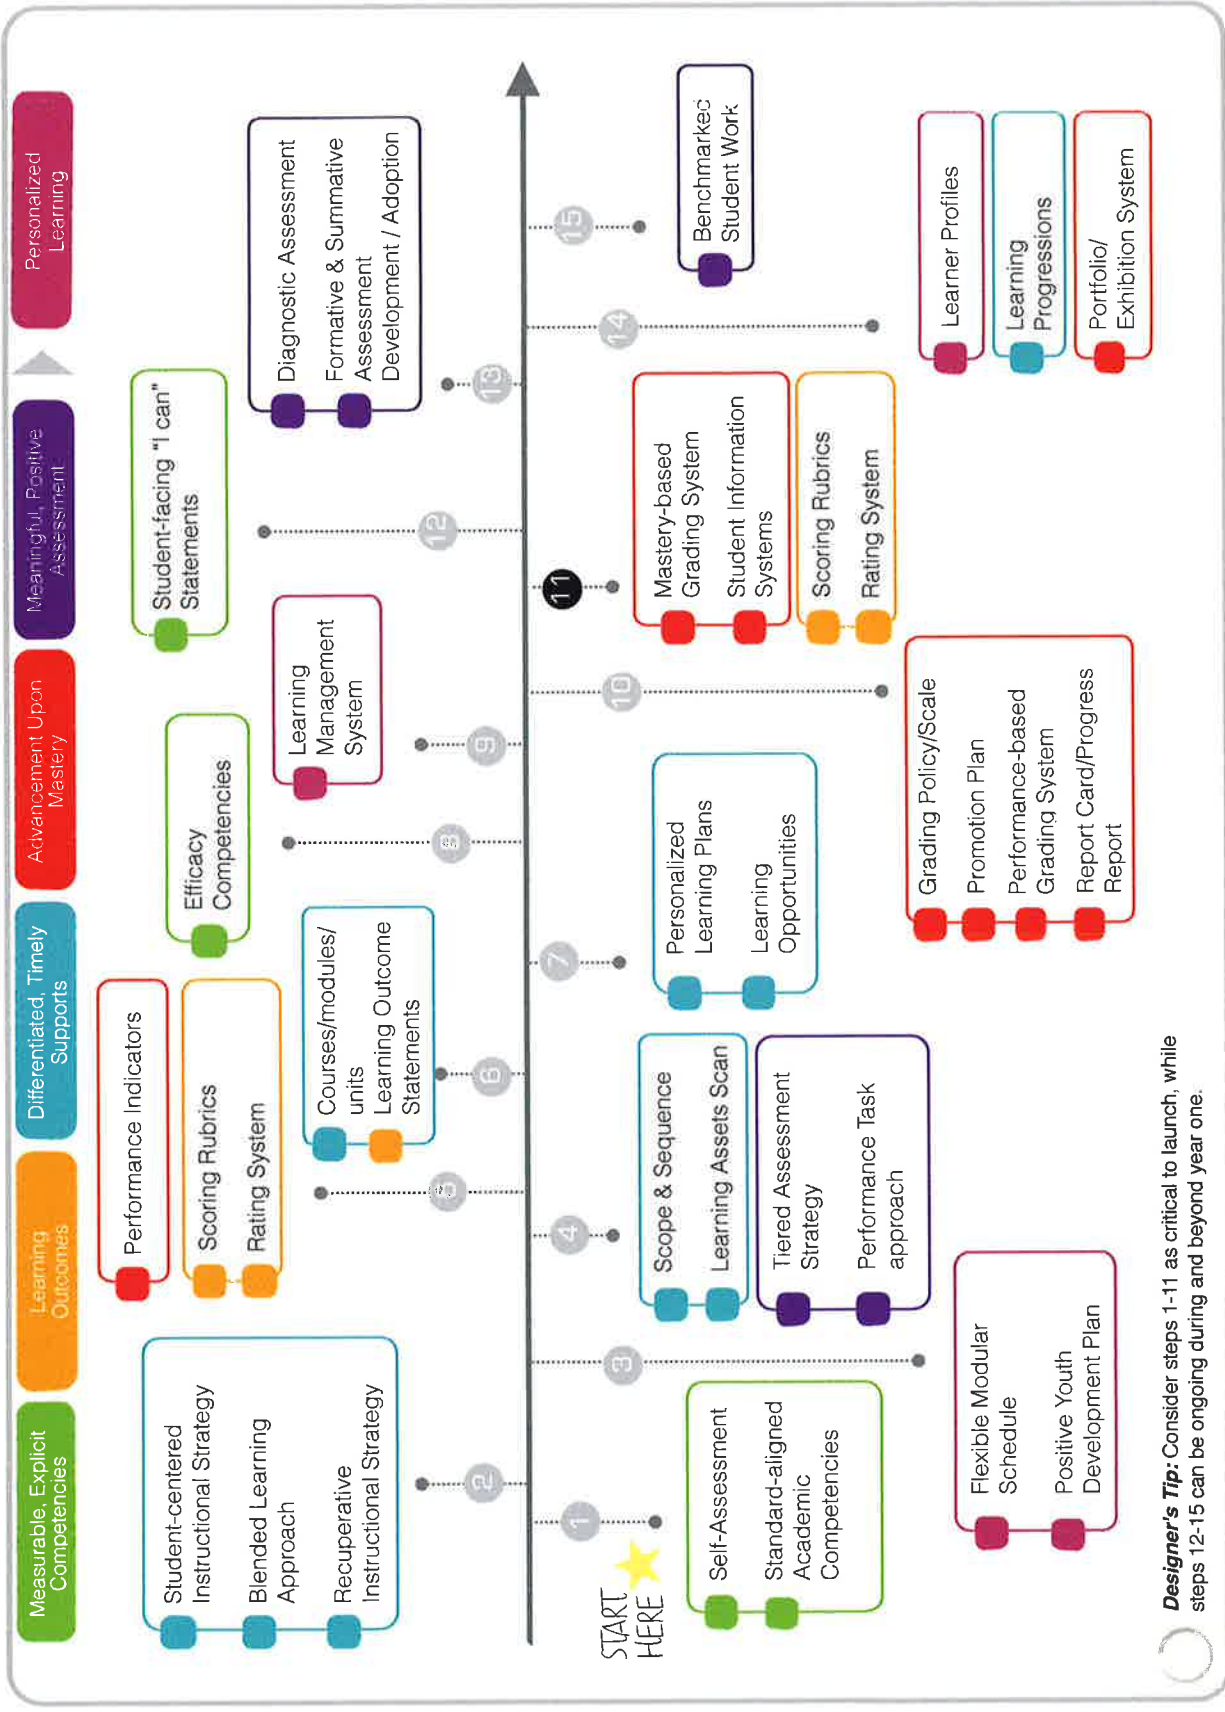 Measurable, Explicit
Competencies
Learning
Outcomes
Differentiated, Timely
Supports
Advancement Upon
Mastery
Meaningful, Positive
Assessment
Personalized
Learning
Student-centered
Instructional Strategy
Blended Learning
Approach
Recuperative
Instructional Strategy
Performance Indicators
Scoring Rubrics
Rating System
Courses/modules/
units
Learning Outcome
Statements
Efficacy
Competencies
Learning
Management
System
Student-facing "I can"
Statements
Diagnostic Assessment
Formative & Summative
Assessment
Development / Adoption
2
5
6
8
9
12
13
START
HERE
1
3
4
7
10
11
14
15
Self-Assessment
Standard-aligned
Academic
Competencies
Flexible Modular
Schedule
Positive Youth
Development Plan
Scope & Sequence
Learning Assets Scan
Tiered Assessment
Strategy
Performance Task
approach
Personalized
Learning Plans
Learning
Opportunities
Grading Policy/Scale
Promotion Plan
Performance-based
Grading System
Report Card/Progress
Report
Mastery-based
Grading System
Student Information
Systems
Scoring Rubrics
Rating System
Learner Profiles
Learning
Progressions
Portfolio/
Exhibition System
Benchmarked
Student Work
Designer's Tip: Consider steps 1-11 as critical to launch, while
steps 12-15 can be ongoing during and beyond year one.